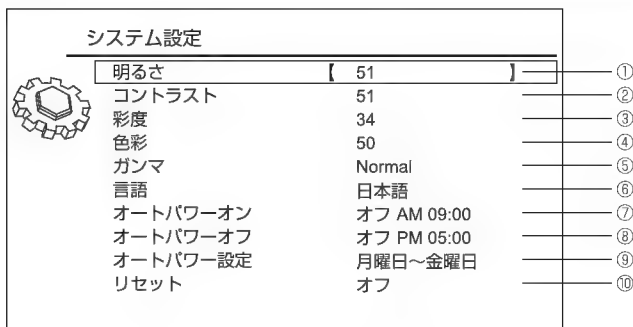 システム設定
明るさ 【 51 】 ①
コントラスト 51 ②
彩度 34 ③
色彩 50 ④
ガンマ Normal ⑤
言語 日本語 ⑥
オートパワーオン オフ AM 09:00 ⑦
オートパワーオフ オフ PM 05:00 ⑧
オートパワー設定 月曜日～金曜日 ⑨
リセット オフ ⑩